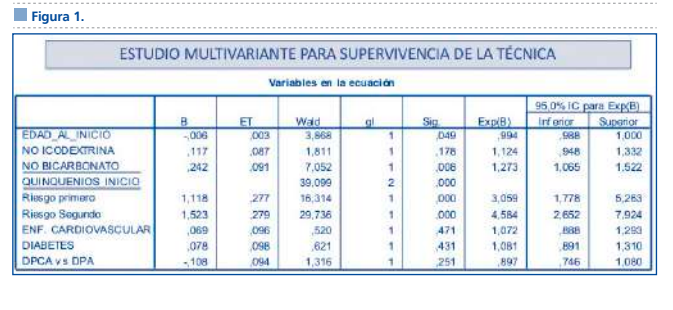 Figura 1.
ESTUDIO MULTIVARIANTE PARA SUPERVIVENCIA DE LA TÉCNICA
Variables en la ecuación
95,0% IC para Exp(B)
B ET Wald gl Sig. Exp(B) Inferior Superior
EDAD_AL_INICIO -,006 ,003 3,868 1 ,049 ,994 ,988 1,000
NO ICODEXTRINA ,117 ,087 1,811 1 ,178 1,124 ,948 1,332
NO BICARBONATO ,242 ,091 7,052 1 ,008 1,273 1,065 1,522
QUINQUENIOS INICIO 39,099 2 ,000
Riesgo primero 1,118 ,277 16,314 1 ,000 3,059 1,778 5,263
Riesgo Segundo 1,523 ,279 29,736 1 ,000 4,584 2,652 7,924
ENF. CARDIOVASCULAR ,069 ,096 ,520 1 ,471 1,072 ,888 1,293
DIABETES ,078 ,098 ,621 1 ,431 1,081 ,891 1,310
DPCA vs DPA -,108 ,094 1,316 1 ,251 ,897 ,746 1,080